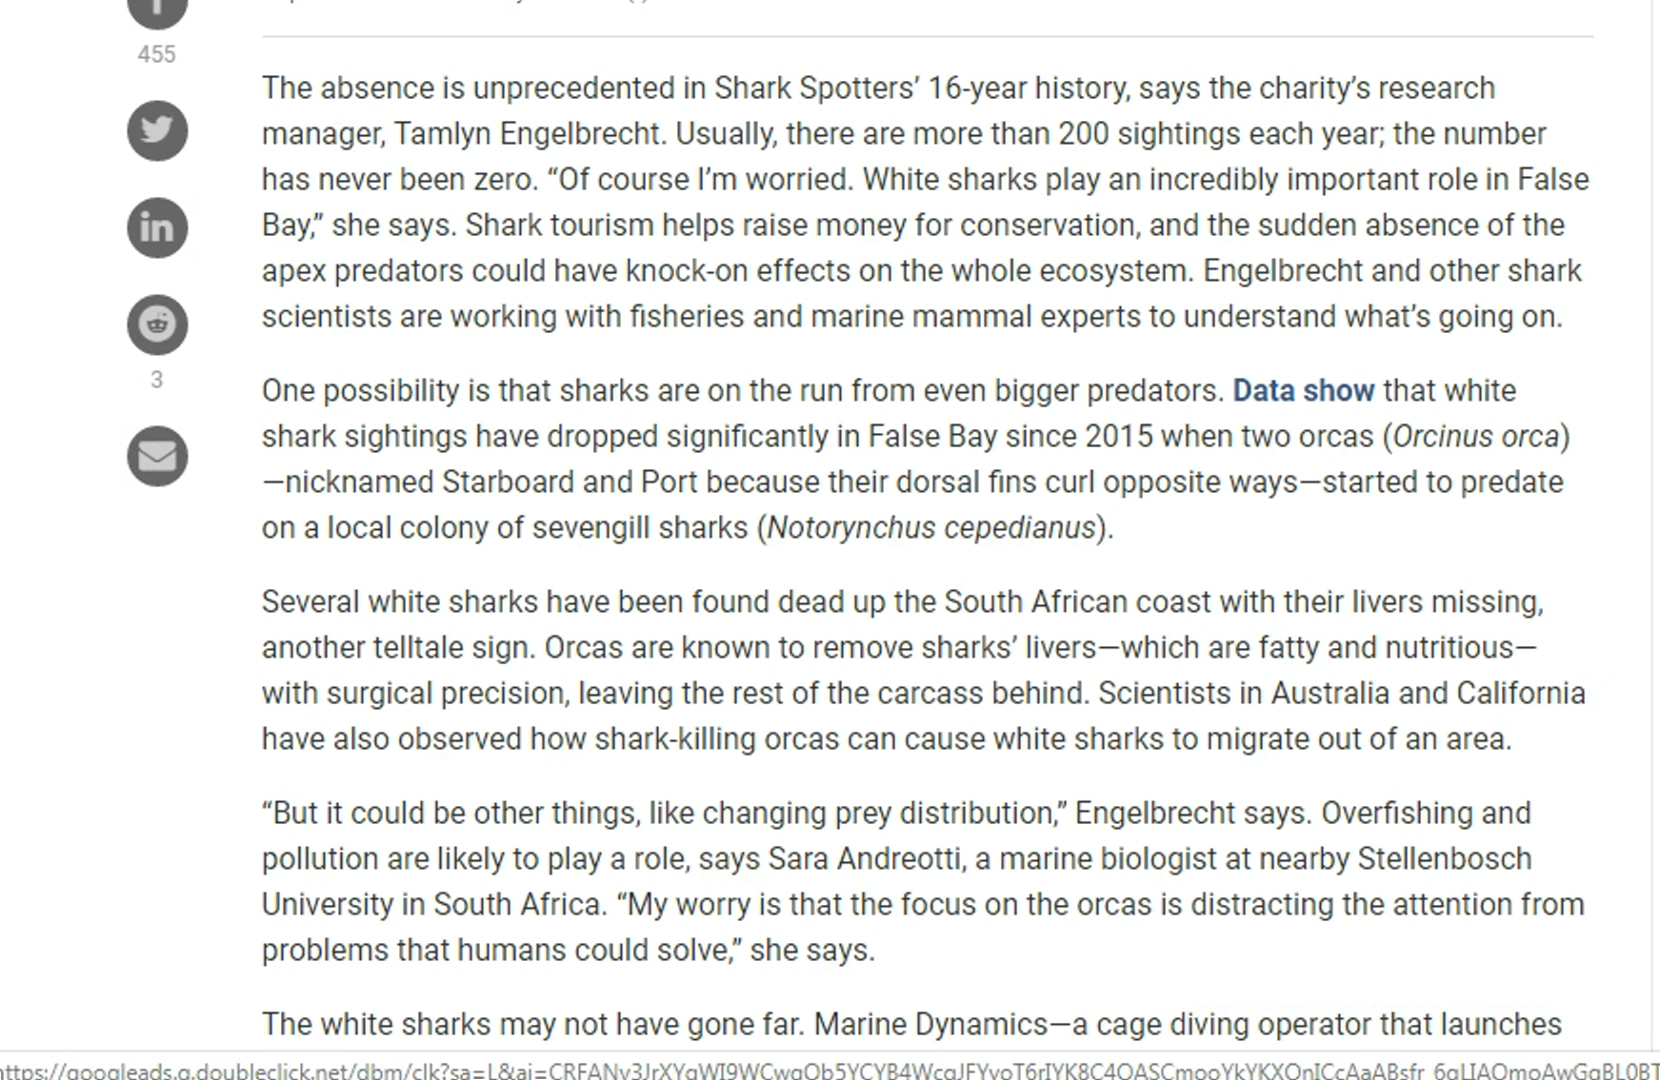 455
The absence is unprecedented in Shark Spotters’ 16-year history, says the charity’s research
manager, Tamlyn Engelbrecht. Usually, there are more than 200 sightings each year; the number
has never been zero. “Of course I’m worried. White sharks play an incredibly important role in False
Bay,” she says. Shark tourism helps raise money for conservation, and the sudden absence of the
apex predators could have knock-on effects on the whole ecosystem. Engelbrecht and other shark
scientists are working with fisheries and marine mammal experts to understand what’s going on.
in
3
One possibility is that sharks are on the run from even bigger predators. Data show that white
shark sightings have dropped significantly in False Bay since 2015 when two orcas (Orcinus orca)
—nicknamed Starboard and Port because their dorsal fins curl opposite ways—started to predate
on a local colony of sevengill sharks (Notorynchus cepedianus).
Several white sharks have been found dead up the South African coast with their livers missing,
another telltale sign. Orcas are known to remove sharks’ livers—which are fatty and nutritious—
with surgical precision, leaving the rest of the carcass behind. Scientists in Australia and California
have also observed how shark-killing orcas can cause white sharks to migrate out of an area.
“But it could be other things, like changing prey distribution,” Engelbrecht says. Overfishing and
pollution are likely to play a role, says Sara Andreotti, a marine biologist at nearby Stellenbosch
University in South Africa. “My worry is that the focus on the orcas is distracting the attention from
problems that humans could solve,” she says.
The white sharks may not have gone far. Marine Dynamics—a cage diving operator that launches